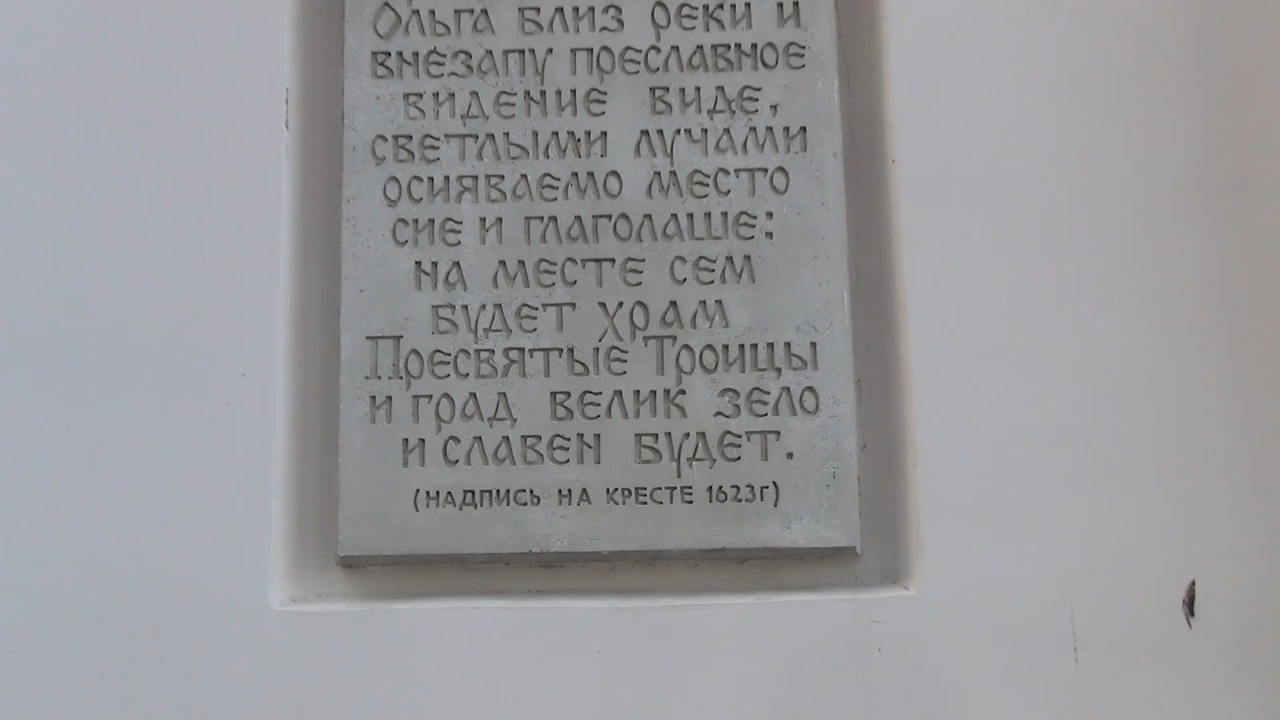 Ольга близ реки и
внезапу преславное
видение виде,
светлыми лучами
осияваемо место
сие и глаголаше:
на месте сем
будет храм
Пресвятые Троицы
и град велик зело
и славен будет.
(надпись на кресте 1623г)